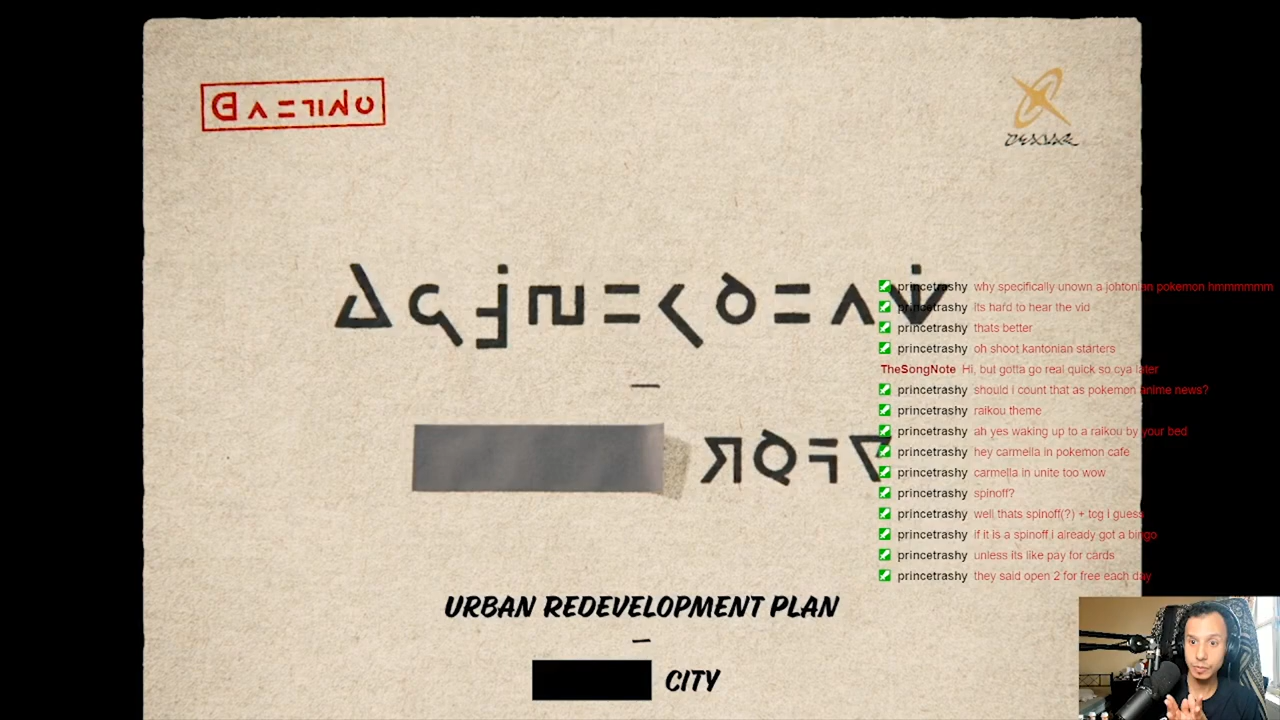 princetrashy why specifically unown a johtonian pokemon hmmmmmm
princetrashy its hard to hear the vid
princetrashy thats better
princetrashy oh shoot kantonian starters
TheSongNote Hi, but gotta go real quick so cya later
princetrashy should i count that as pokemon anime news?
princetrashy raikou theme
princetrashy ah yes waking up to a raikou by your bed
princetrashy hey carmella in pokemon cafe
princetrashy carmella in unite too wow
princetrashy spinoff?
princetrashy well thats spinoff(?) + tcg i guess
princetrashy if it is a spinoff i already got a bingo
princetrashy unless its like pay for cards
princetrashy they said open 2 for free each day
URBAN REDEVELOPMENT PLAN
—
CITY